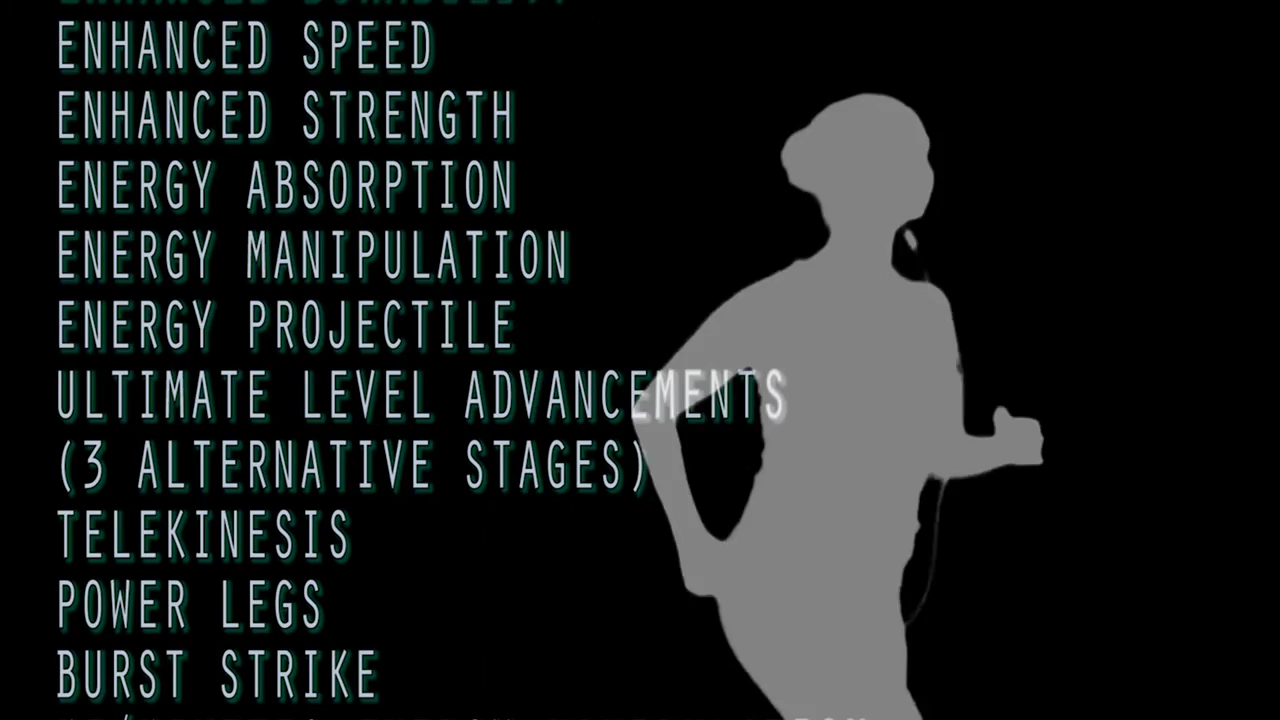 ENHANCED SPEED
ENHANCED STRENGTH
ENERGY ABSORPTION
ENERGY MANIPULATION
ENERGY PROJECTILE
ULTIMATE LEVEL ADVANCEMENTS
(3 ALTERNATIVE STAGES)
TELEKINESIS
POWER LEGS
BURST STRIKE